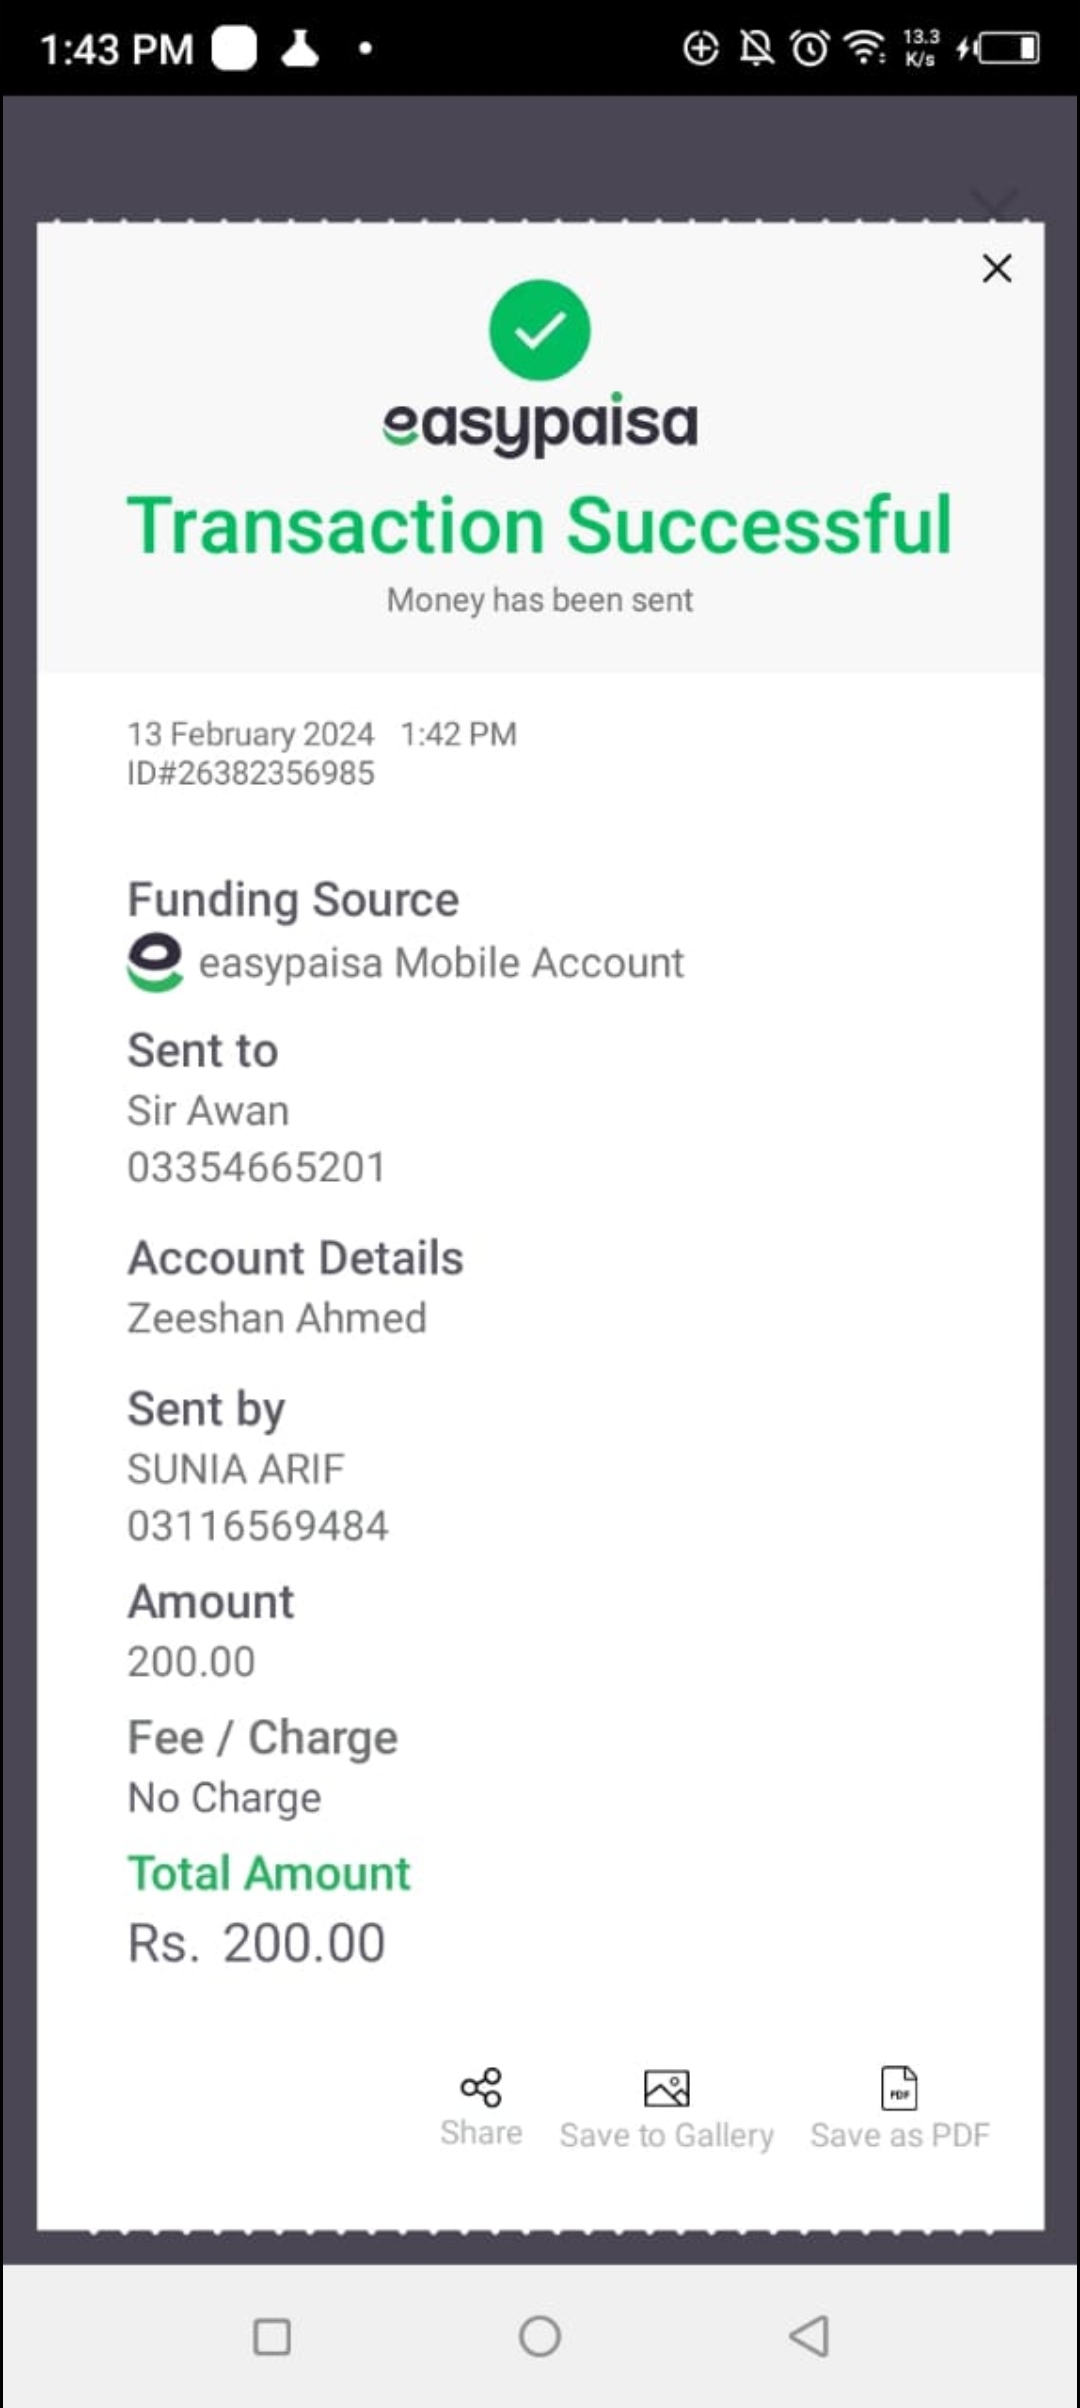 1:43 PM
13.3
K/s
easypaisa
Transaction Successful
Money has been sent
13 February 2024 1:42 PM
ID#26382356985
Funding Source
easypaisa Mobile Account
Sent to
Sir Awan
03354665201
Account Details
Zeeshan Ahmed
Sent by
SUNIA ARIF
03116569484
Amount
200.00
Fee / Charge
No Charge
Total Amount
Rs. 200.00
PDF
Share Save to Gallery Save as PDF